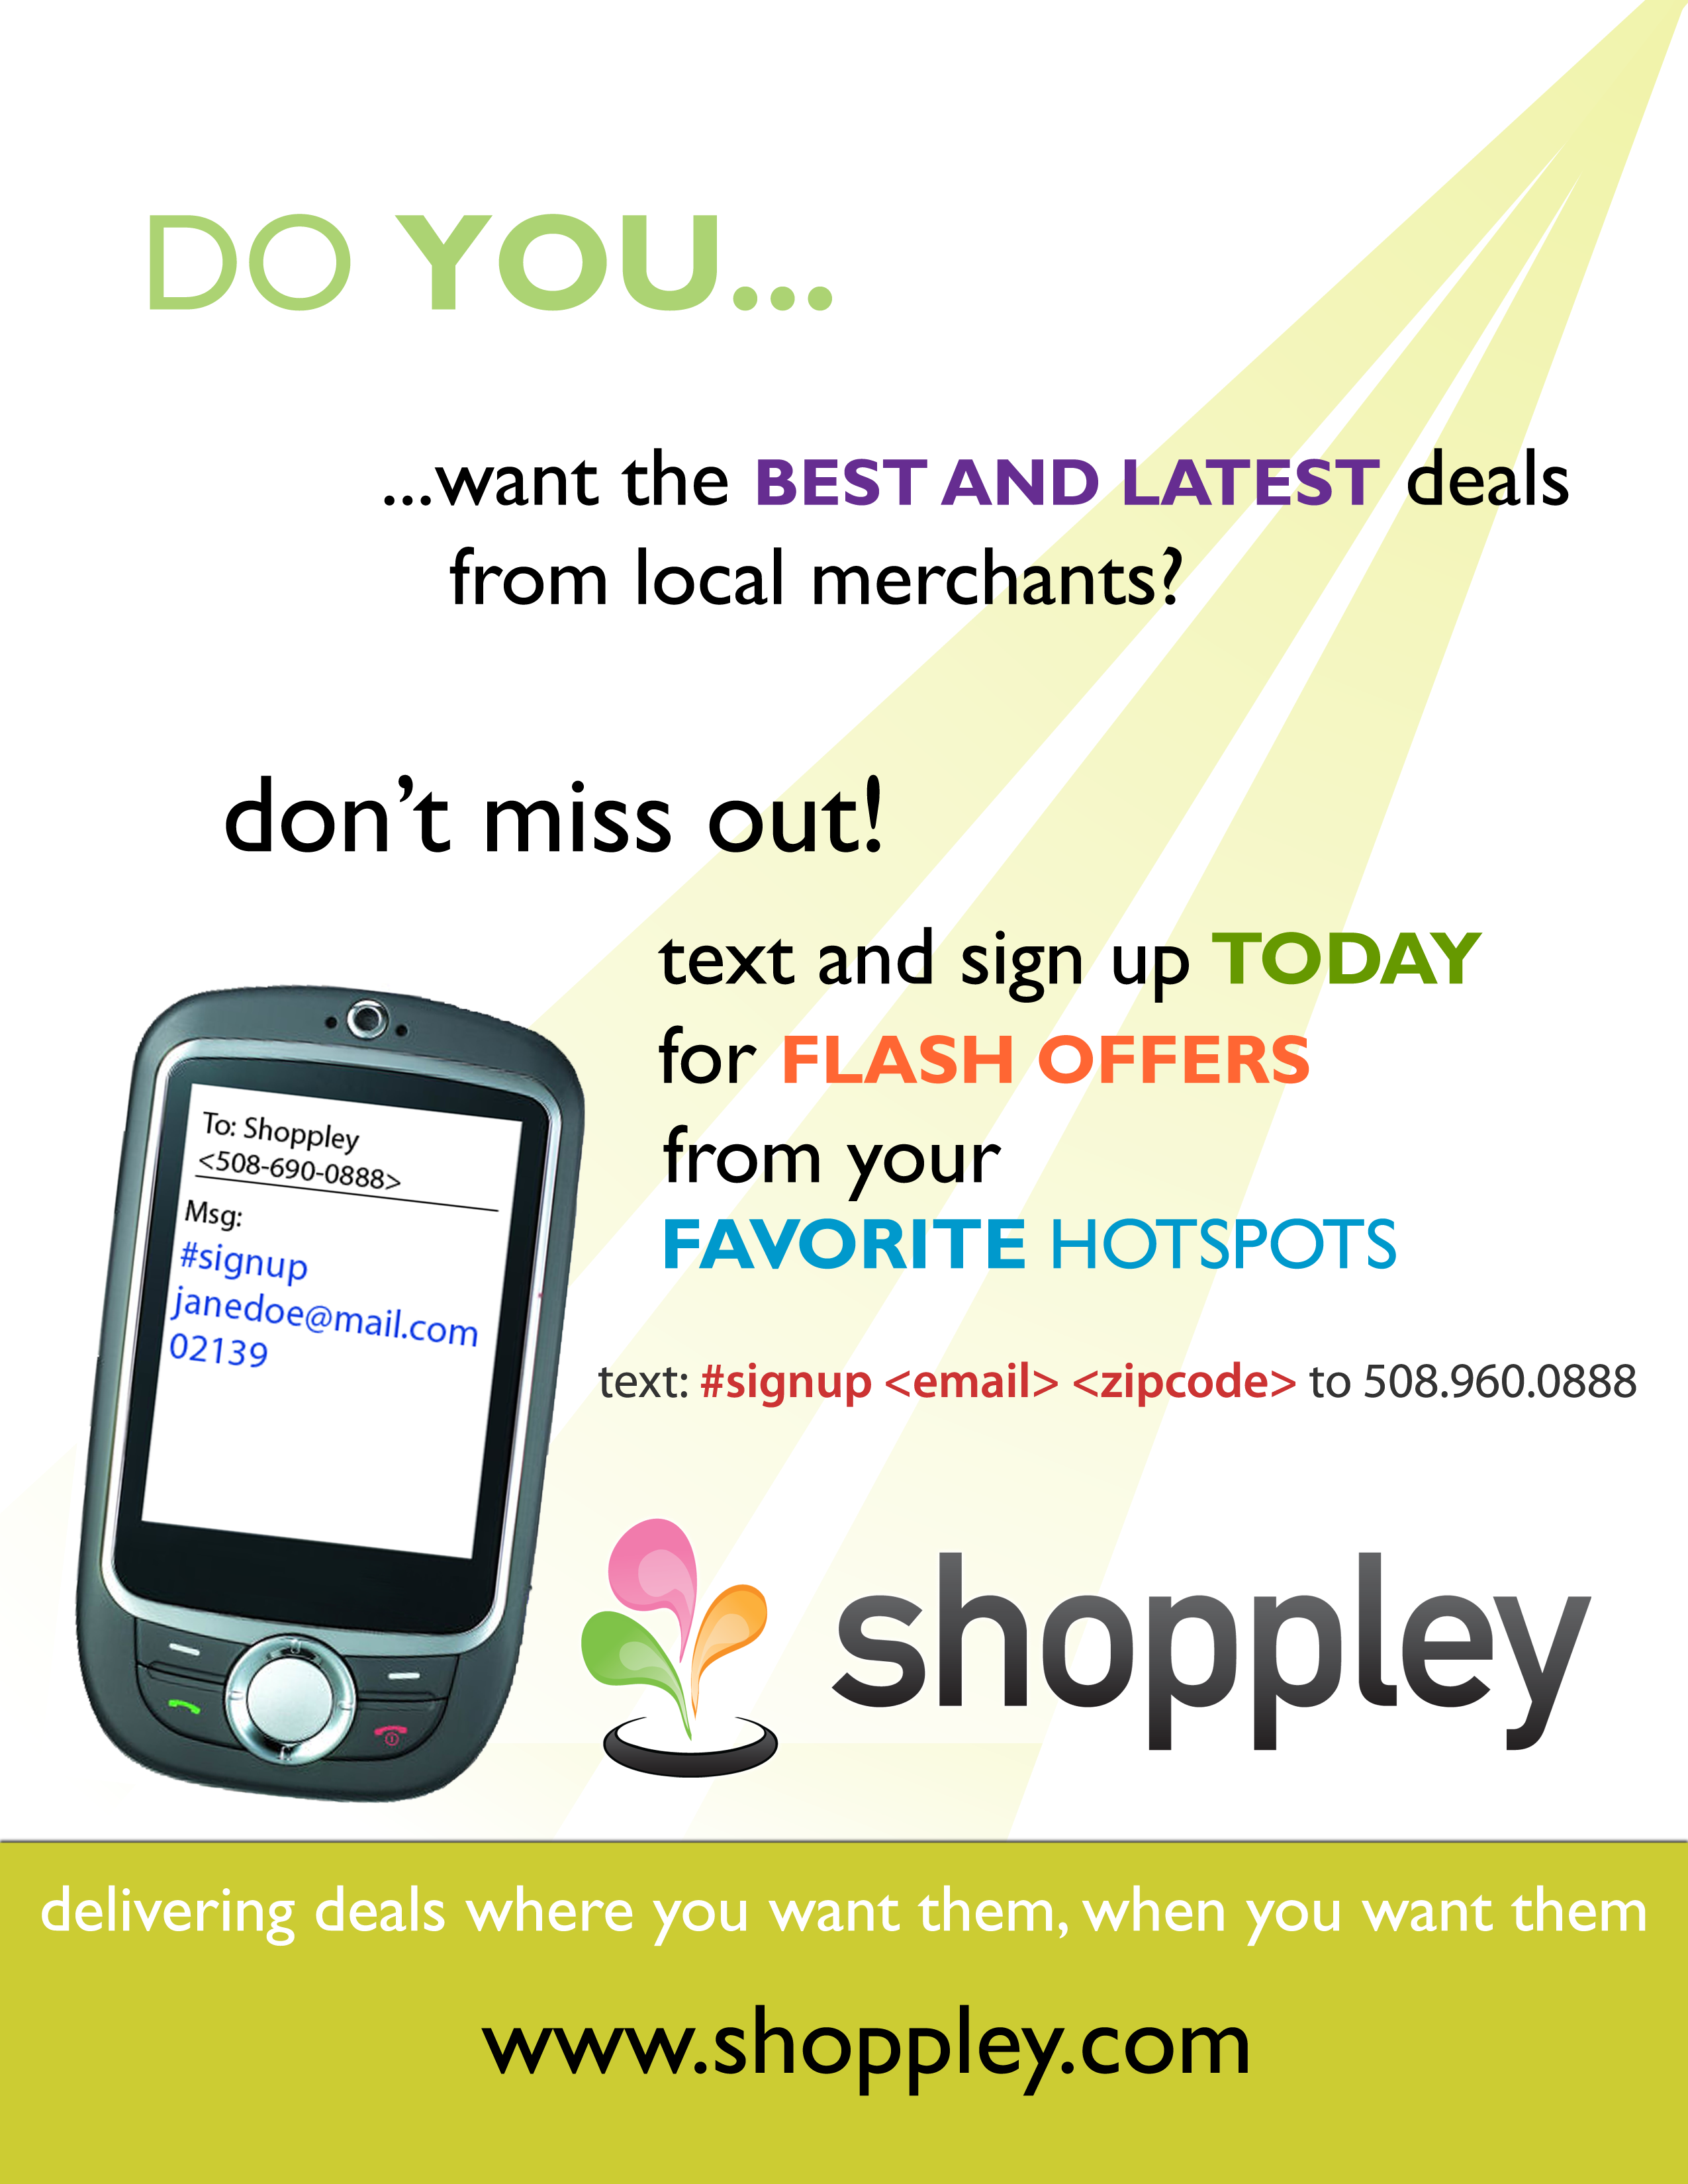 DO YOU...
...want the BEST AND LATEST deals
from local merchants?
don’t miss out!
text and sign up TODAY
for FLASH OFFERS
from your
FAVORITE HOTSPOTS
To: Shoppley
<508-690-0888>
Msg:
#signup
janedoe@mail.com
02139
text: #signup <email> <zipcode> to 508.960.0888
shoppley
delivering deals where you want them, when you want them
www.shoppley.com